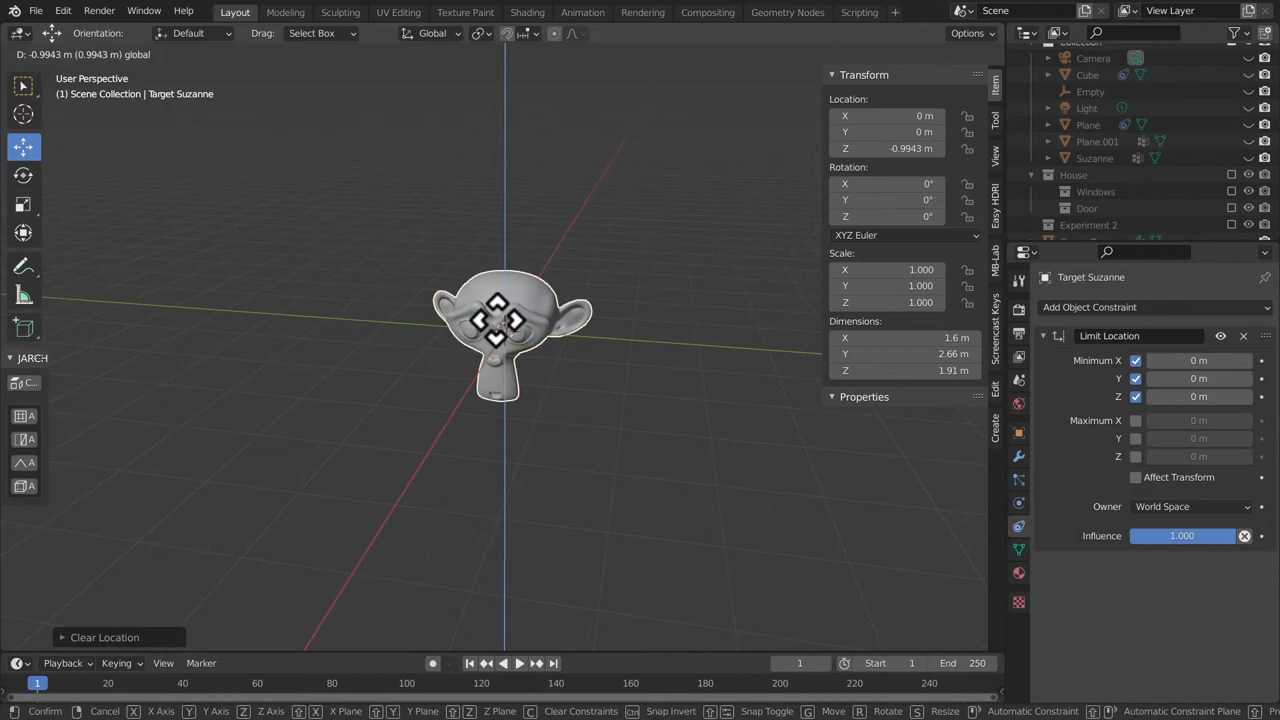 File Edit Render Window Help Layout Modeling Sculpting UV Editing Texture Paint Shading Animation Rendering Compositing Geometry Nodes Scripting + Scene View Layer
Orientation: Default Drag: Select Box Global Options
D: -0.9943 m (0.9943 m) global
User Perspective
(1) Scene Collection | Target Suzanne
Transform
Location:
X 0 m
Y 0 m
Z -0.9943 m
Rotation:
X 0°
Y 0°
Z 0°
XYZ Euler
Scale:
X 1.000
Y 1.000
Z 1.000
Dimensions:
X 1.6 m
Y 2.66 m
Z 1.91 m
Properties
Item
Tool
View
Easy HDRI
MB-Lab
Screencast Keys
Edit
Create
JARCH
C...
A
A
A
A
Clear Location
Collection
Camera
Cube
Empty
Light
Plane
Plane.001
Suzanne
House
Windows
Door
Experiment 2
Target Suzanne
Add Object Constraint
Limit Location
Minimum X 0 m
Y 0 m
Z 0 m
Maximum X 0 m
Y 0 m
Z 0 m
Affect Transform
Owner World Space
Influence 1.000
Playback Keying View Marker 1 Start 1 End 250
1 20 40 60 80 100 120 140 160 180 200 220 240
Confirm Cancel X X Axis Y Y Axis Z Z Axis X X Plane Y Y Plane Z Z Plane C Clear Constraints Ctrl Snap Invert Snap Toggle G Move R Rotate S Resize Automatic Constraint Automatic Constraint Plane